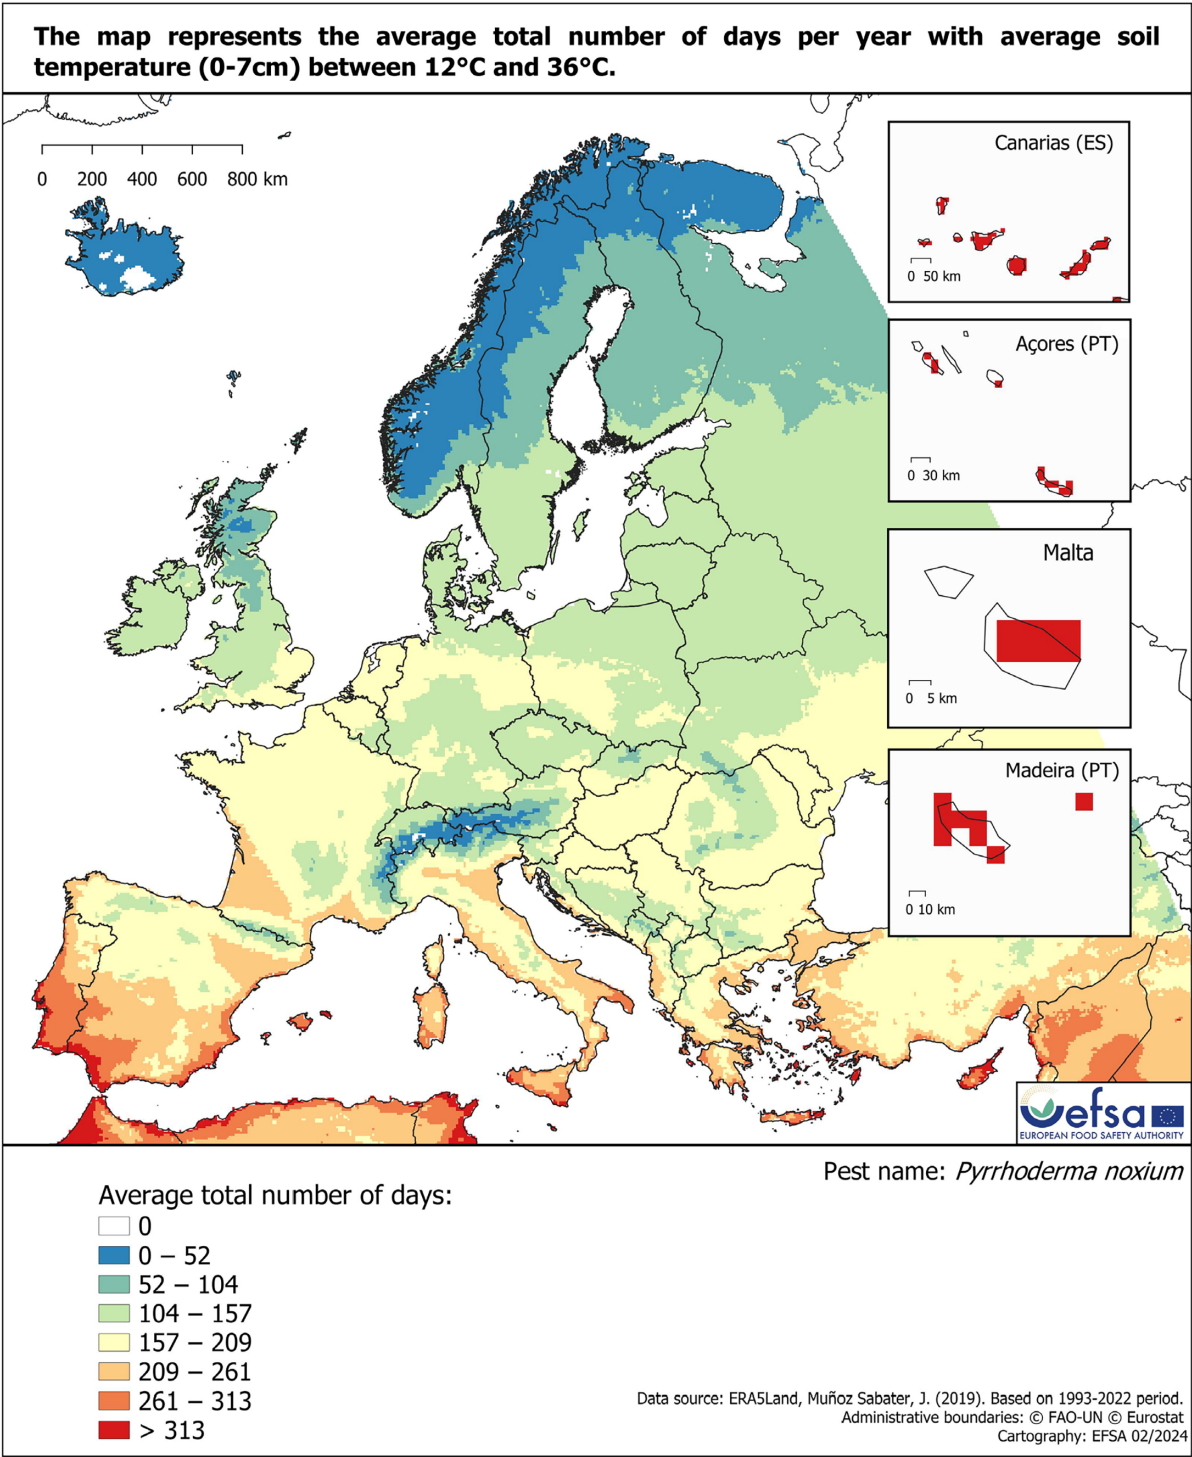 The map represents the average total number of days per year with average soil
temperature (0-7cm) between 12°C and 36°C.
0 200 400 600 800 km
Canarias (ES)
0 50 km
Açores (PT)
0 30 km
Malta
0 5 km
Madeira (PT)
0 10 km
efsa
EUROPEAN FOOD SAFETY AUTHORITY
Pest name: Pyrrhoderma noxium
Average total number of days:
0
0 – 52
52 – 104
104 – 157
157 – 209
209 – 261
261 – 313
> 313
Data source: ERA5Land, Muñoz Sabater, J. (2019). Based on 1993-2022 period.
Administrative boundaries: © FAO-UN © Eurostat
Cartography: EFSA 02/2024